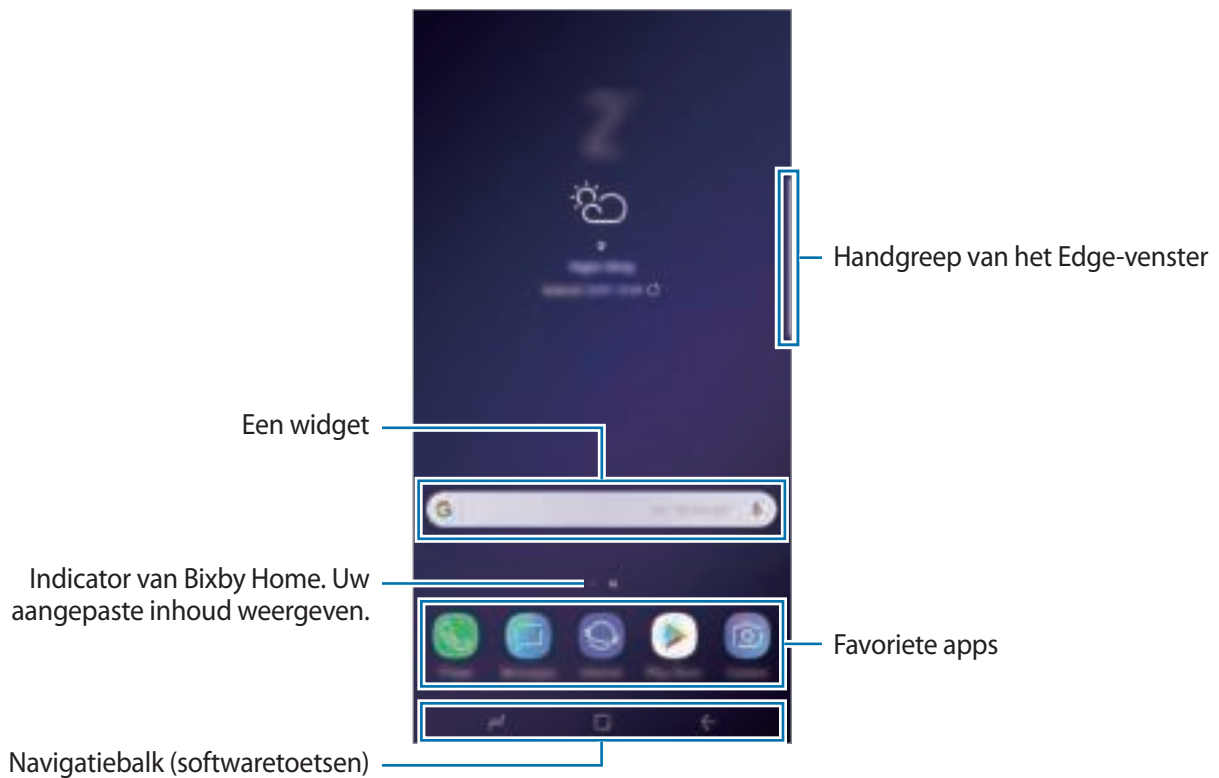 Handgreep van het Edge-venster
Een widget
G
Indicator van Bixby Home. Uw
aangepaste inhoud weergeven.
Favoriete apps
Navigatiebalk (softwaretoetsen)